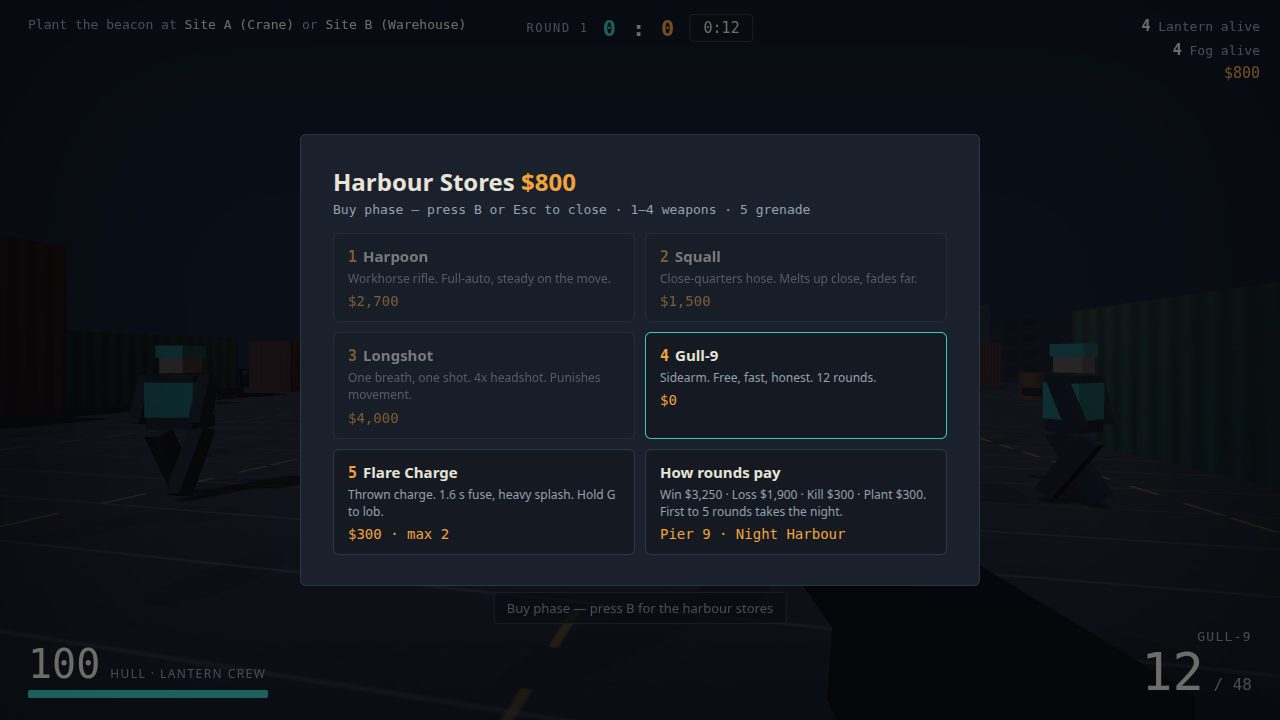 Plant the beacon at Site A (Crane) or Site B (Warehouse)
ROUND 1 0 : 0 0:12
4 Lantern alive
4 Fog alive
$800
Harbour Stores $800
Buy phase — press B or Esc to close · 1–4 weapons · 5 grenade
1 Harpoon
Workhorse rifle. Full-auto, steady on the move.
$2,700
2 Squall
Close-quarters hose. Melts up close, fades far.
$1,500
3 Longshot
One breath, one shot. 4x headshot. Punishes
movement.
$4,000
4 Gull-9
Sidearm. Free, fast, honest. 12 rounds.
$0
5 Flare Charge
Thrown charge. 1.6 s fuse, heavy splash. Hold G
to lob.
$300 · max 2
How rounds pay
Win $3,250 · Loss $1,900 · Kill $300 · Plant $300.
First to 5 rounds takes the night.
Pier 9 · Night Harbour
Buy phase — press B for the harbour stores
100 HULL · LANTERN CREW
GULL-9
12 / 48